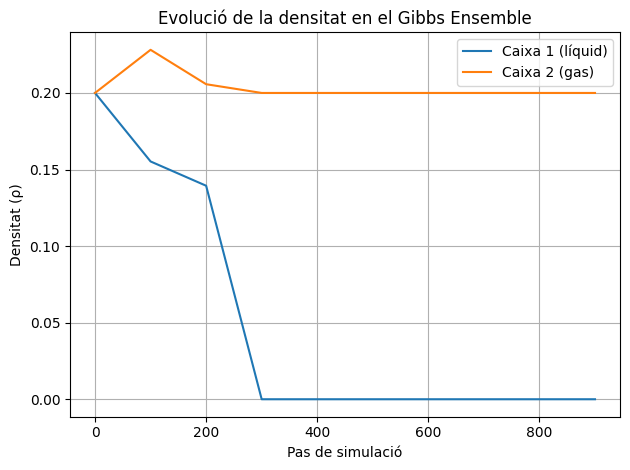 Evolució de la densitat en el Gibbs Ensemble
Caixa 1 (líquid)
Caixa 2 (gas)
Densitat (ρ)
0.20
0.15
0.10
0.05
0.00
0 200 400 600 800
Pas de simulació